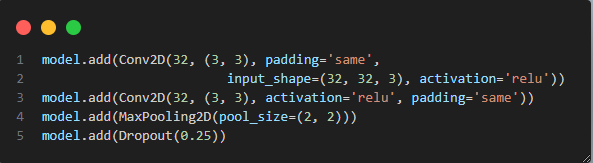 1 model.add(Conv2D(32, (3, 3), padding='same',
2                         input_shape=(32, 32, 3), activation='relu'))
3 model.add(Conv2D(32, (3, 3), activation='relu', padding='same'))
4 model.add(MaxPooling2D(pool_size=(2, 2)))
5 model.add(Dropout(0.25))